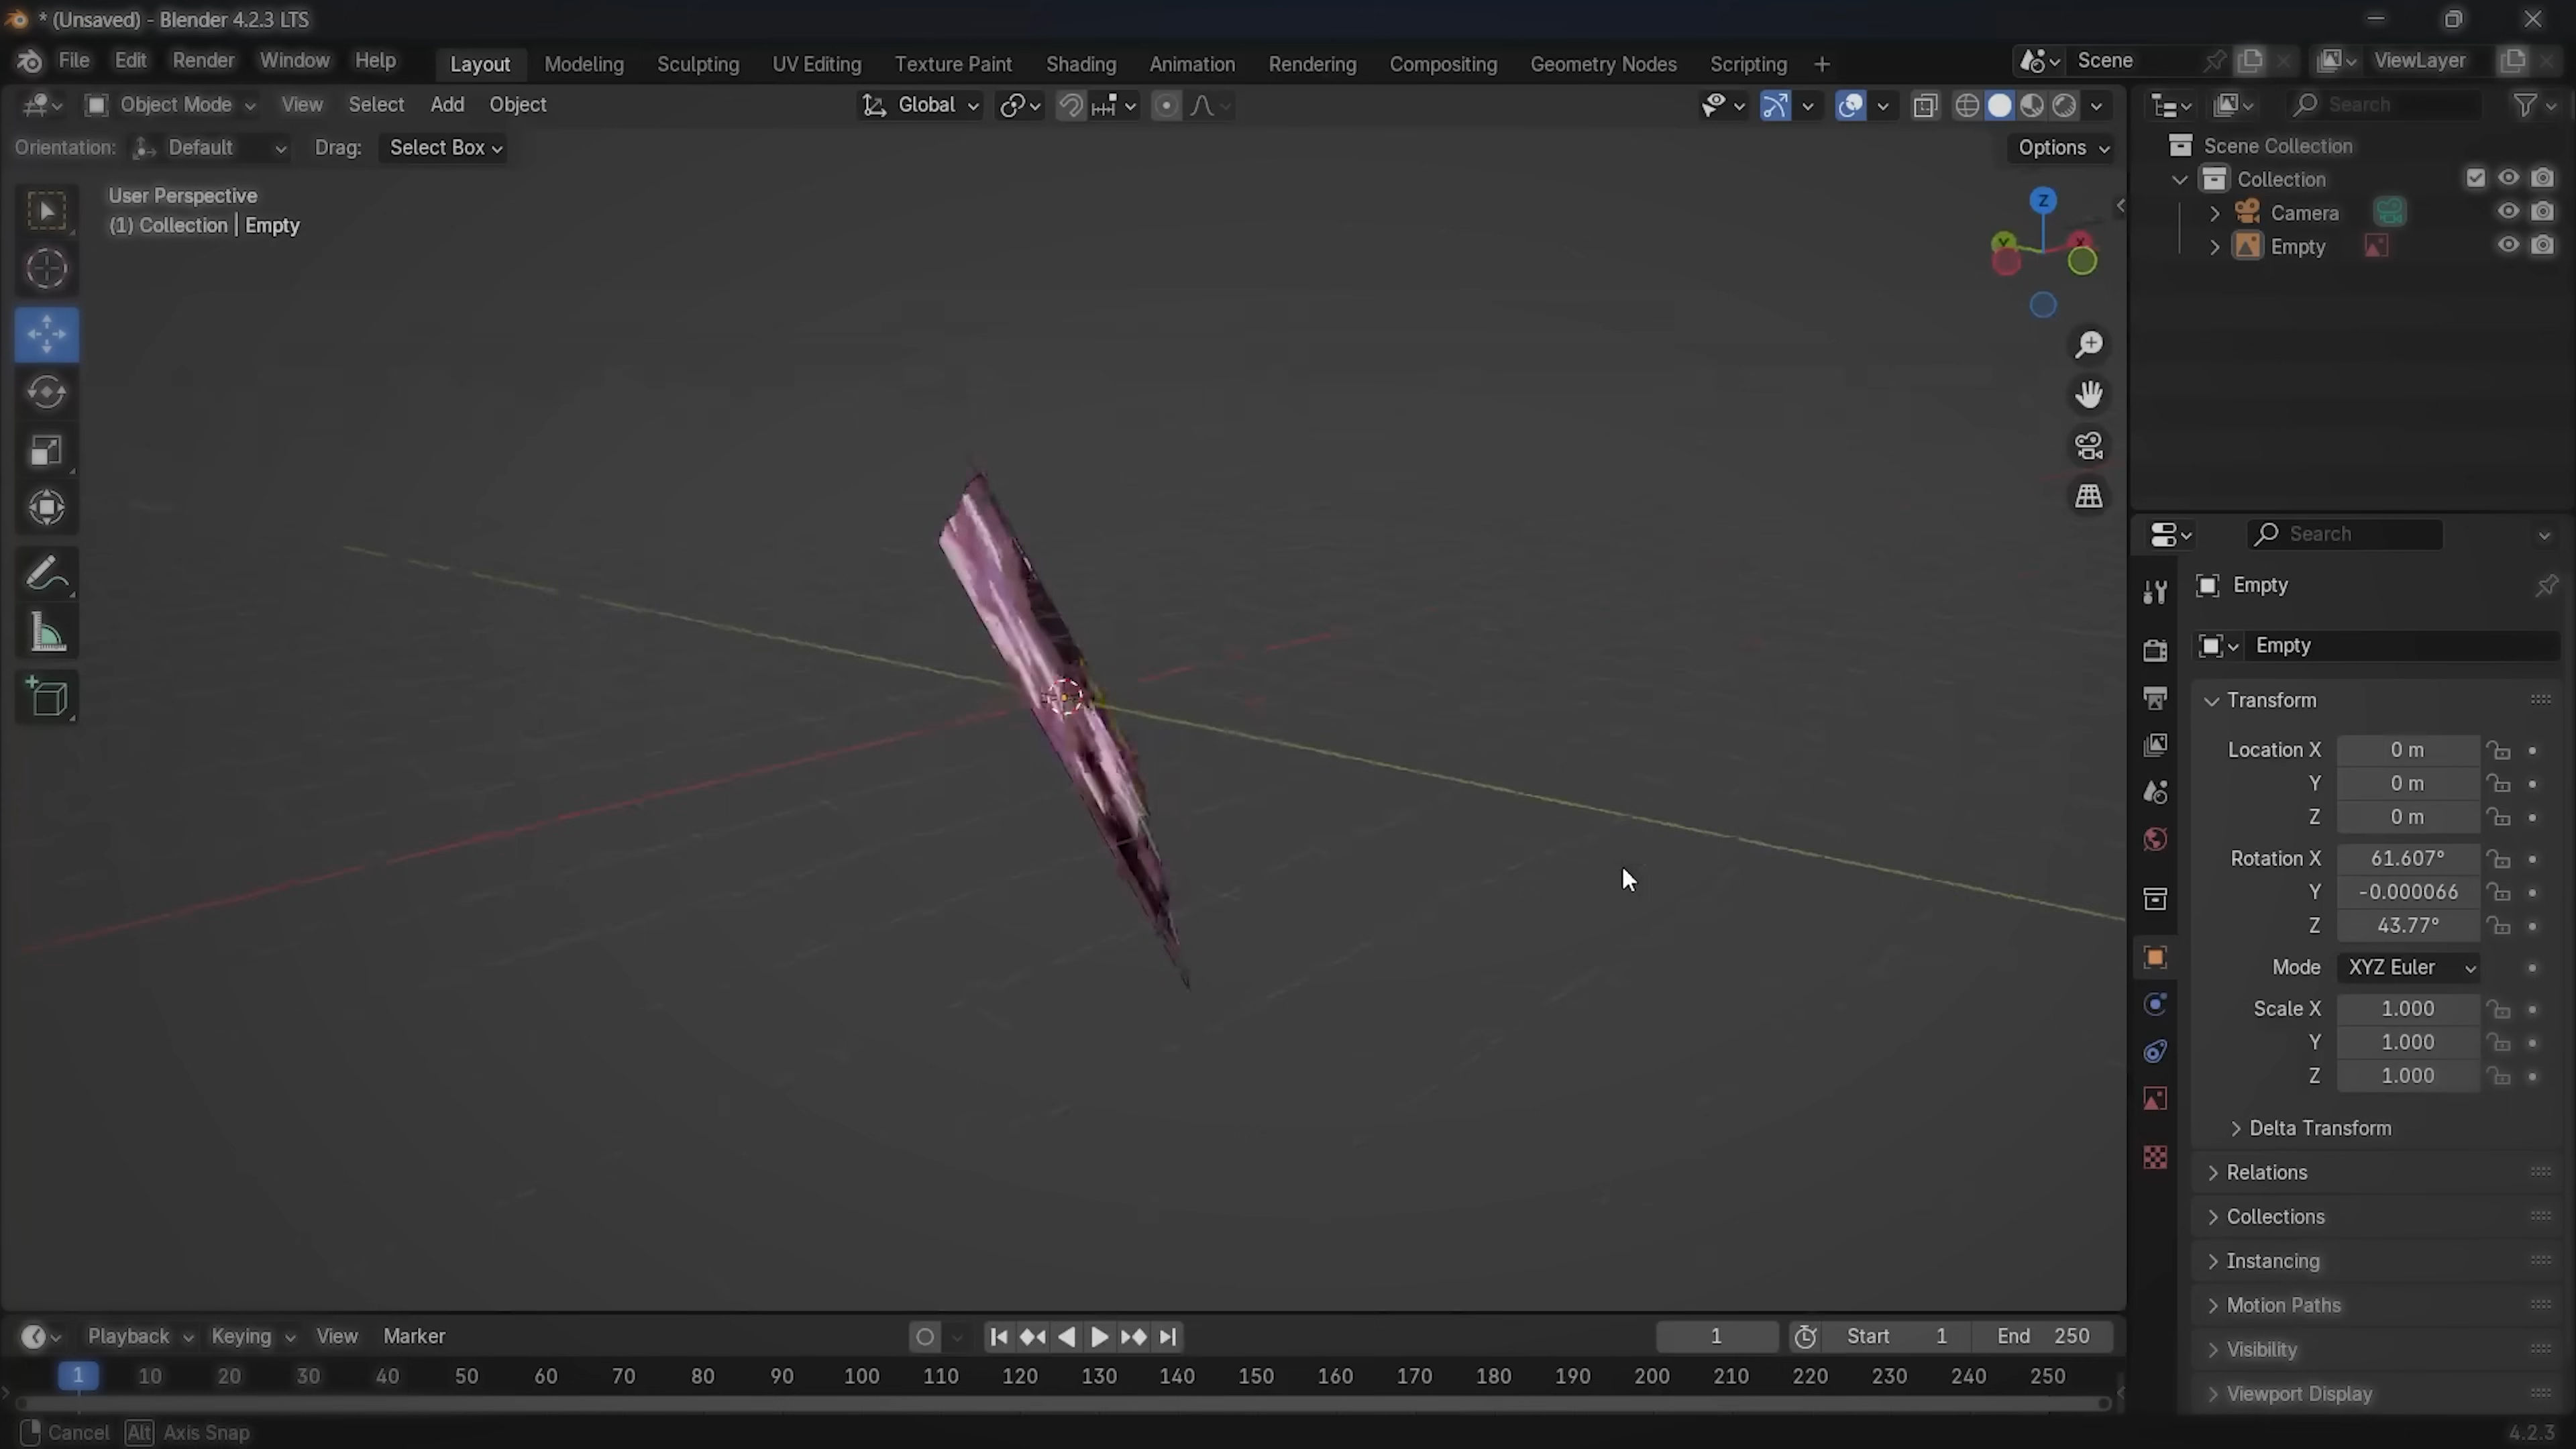 * (Unsaved) - Blender 4.2.3 LTS
File Edit Render Window Help Layout Modeling Sculpting UV Editing Texture Paint Shading Animation Rendering Compositing Geometry Nodes Scripting + Scene ViewLayer
Object Mode View Select Add Object Global Search
Orientation: Default Drag: Select Box Options
User Perspective
(1) Collection | Empty
Z
Y X
Scene Collection
Collection
Camera
Empty
Search
Empty
Empty
Transform
Location X 0 m
Y 0 m
Z 0 m
Rotation X 61.607°
Y -0.000066
Z 43.77°
Mode XYZ Euler
Scale X 1.000
Y 1.000
Z 1.000
Delta Transform
Relations
Collections
Instancing
Motion Paths
Visibility
Viewport Display
Playback Keying View Marker 1 Start 1 End 250
1 10 20 30 40 50 60 70 80 90 100 110 120 130 140 150 160 170 180 190 200 210 220 230 240 250
Cancel Alt Axis Snap 4.2.3